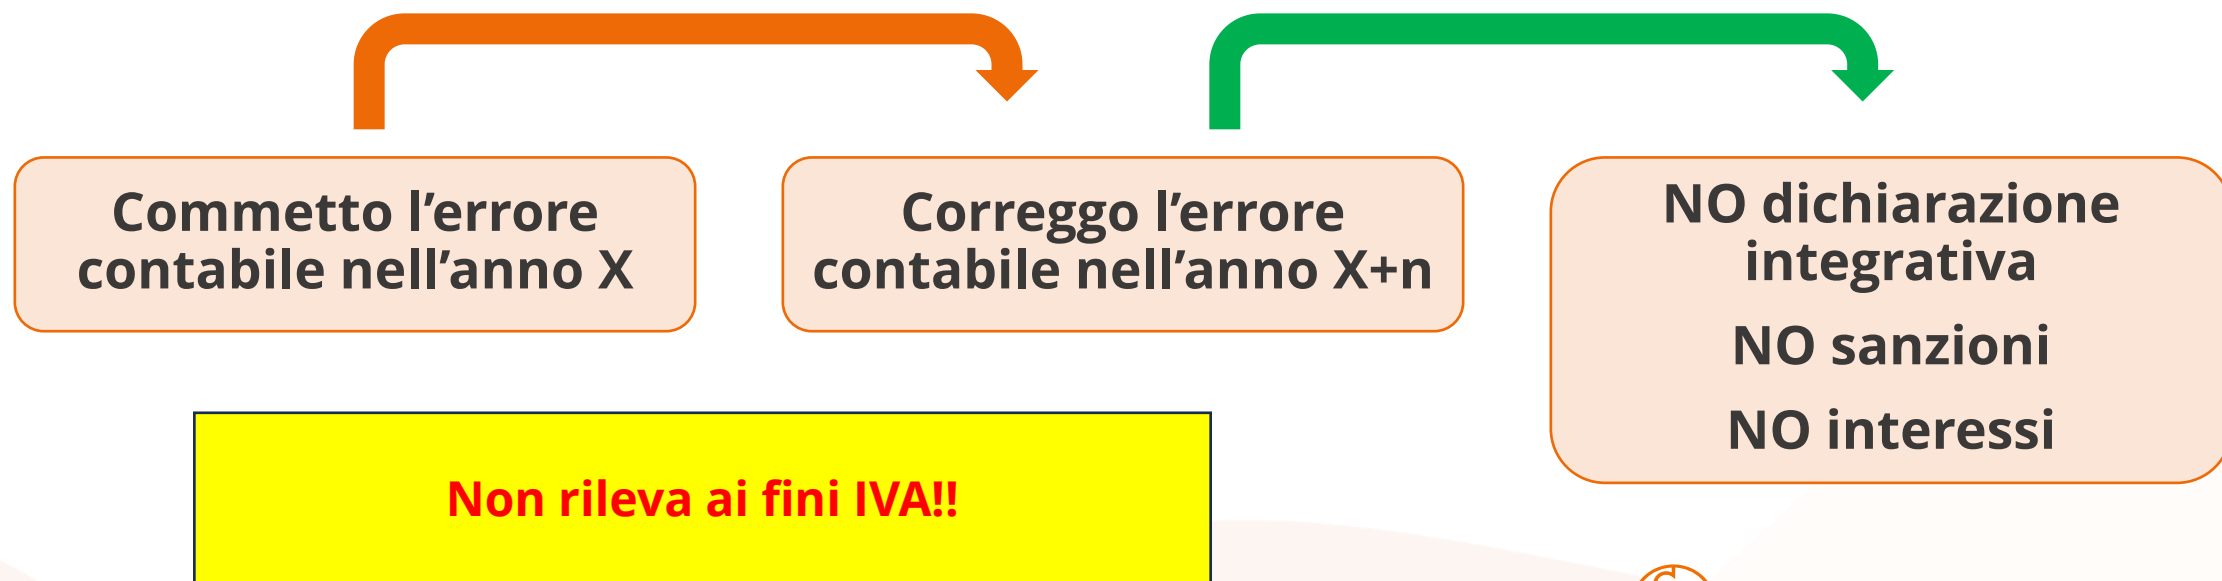 Commetto l’errore
contabile nell’anno X
Correggo l’errore
contabile nell’anno X+n
NO dichiarazione
integrativa
NO sanzioni
NO interessi
Non rileva ai fini IVA!!